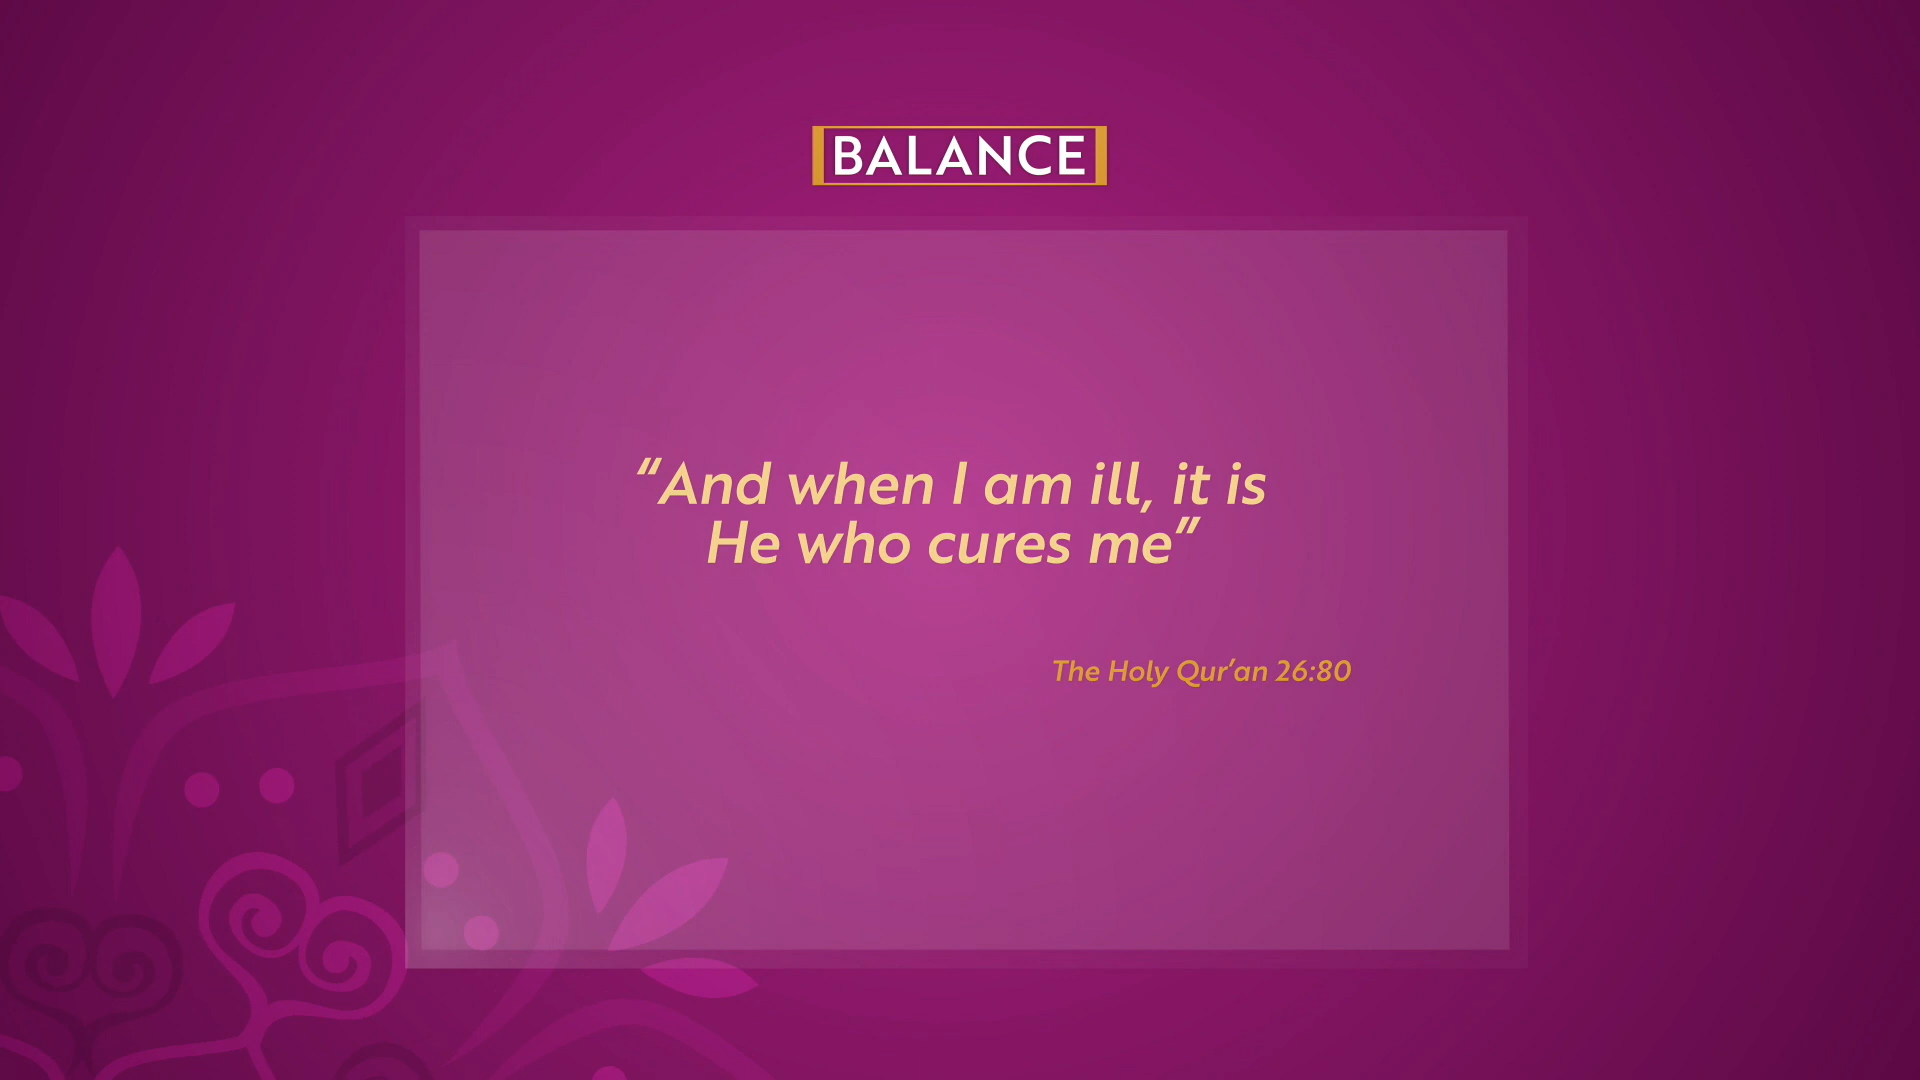 BALANCE
“And when I am ill, it is
He who cures me”
The Holy Qur’an 26:80